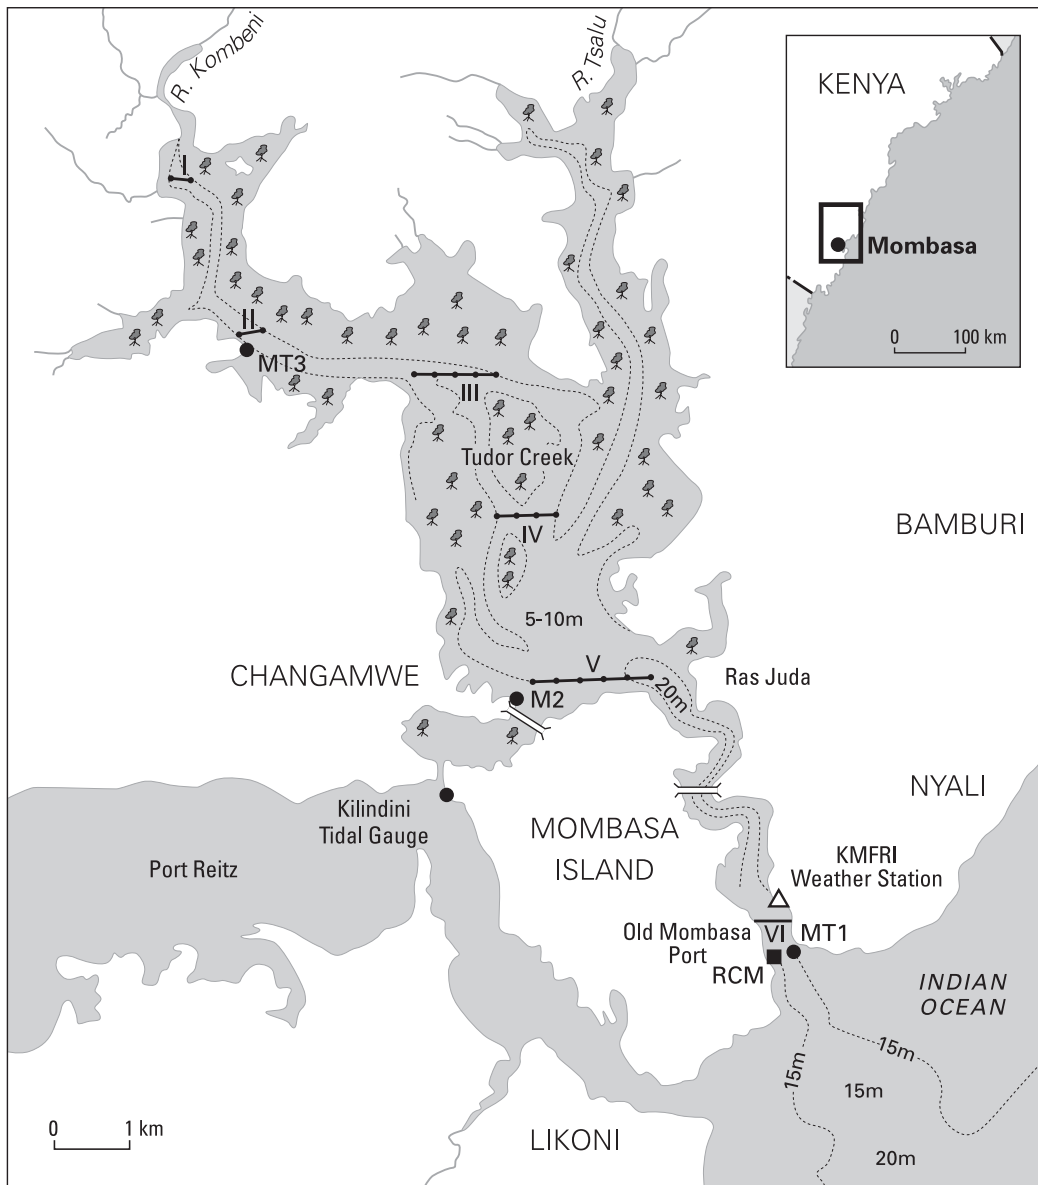 R. Kombeni
R. Tsalu
KENYA
Mombasa
0 100 km
I
II
MT3
III
Tudor Creek
IV
BAMBURI
5-10m
CHANGAMWE
V
Ras Juda
M2
20m
NYALI
Kilindini
Tidal Gauge
MOMBASA
ISLAND
KMFRI
Weather Station
Port Reitz
Old Mombasa
Port
VI
MT1
RCM
INDIAN
OCEAN
15m
15m
15m
0 1 km
LIKONI
20m